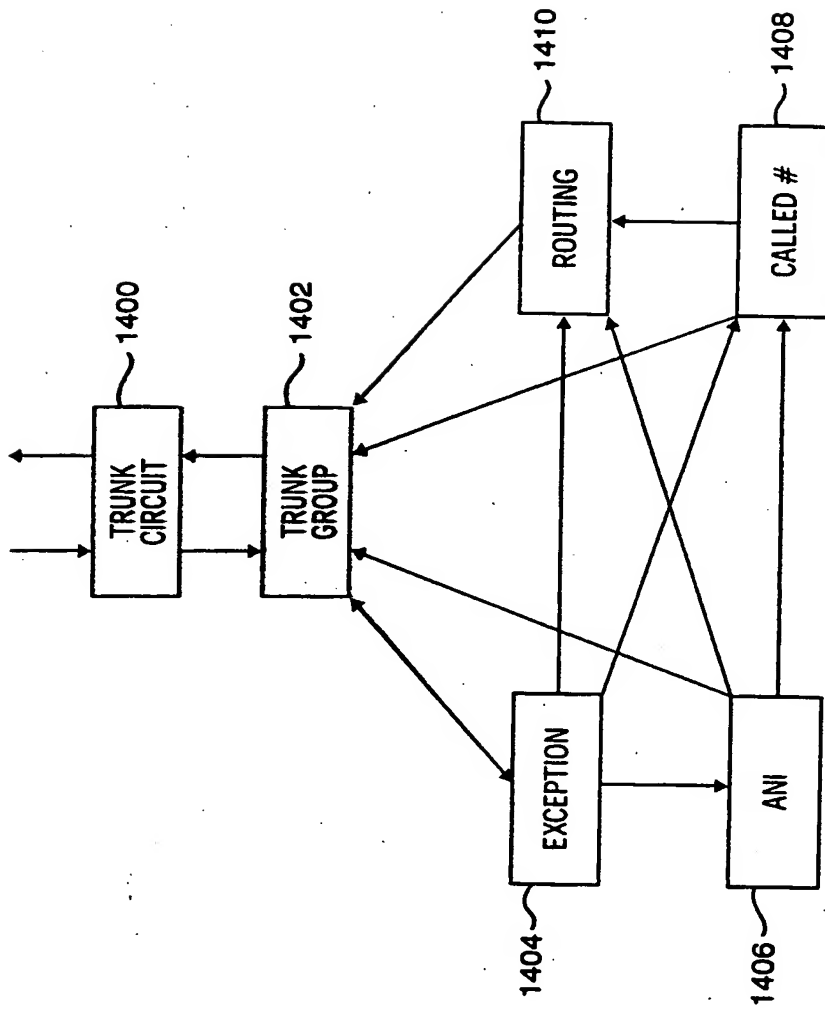 1400
TRUNK
CIRCUIT
1402
TRUNK
GROUP
1404
EXCEPTION
1410
ROUTING
1406
ANI
1408
CALLED #